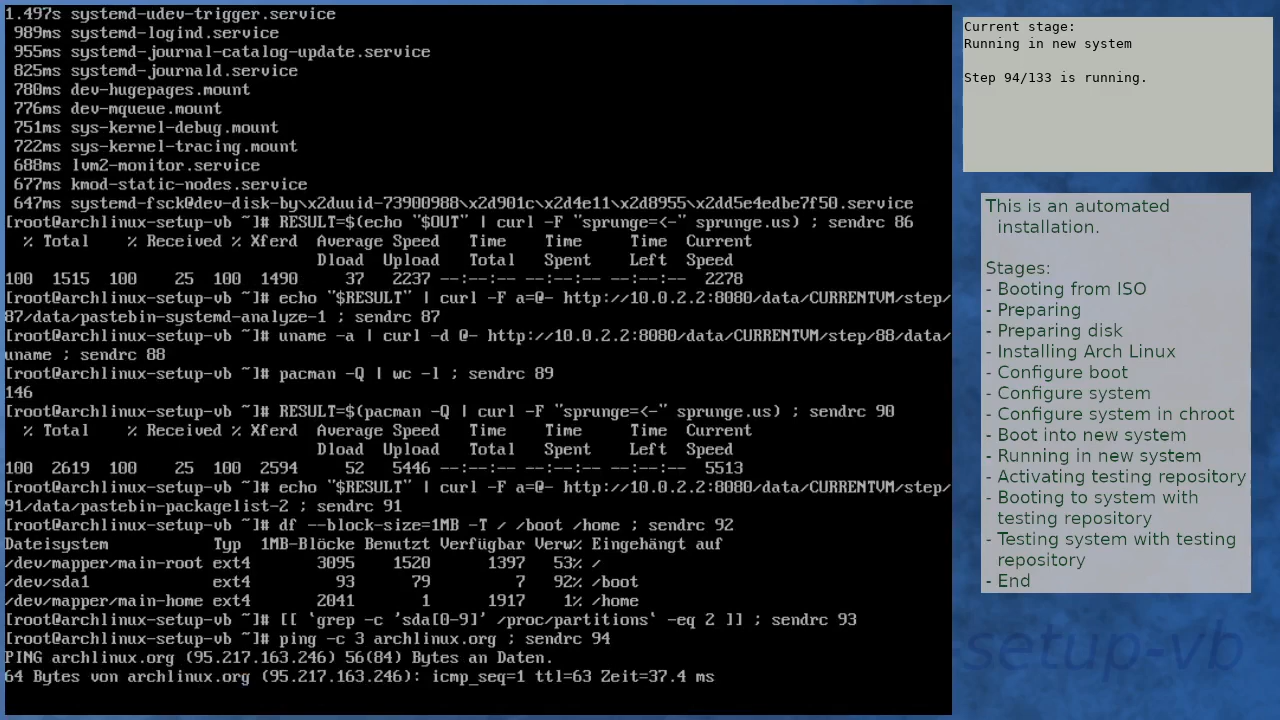 1.497s systemd-udev-trigger.service
989ms systemd-logind.service
955ms systemd-journal-catalog-update.service
825ms systemd-journald.service
780ms dev-hugepages.mount
776ms dev-mqueue.mount
751ms sys-kernel-debug.mount
722ms sys-kernel-tracing.mount
688ms lvm2-monitor.service
677ms kmod-static-nodes.service
647ms systemd-fsck@dev-disk-by\x2duuid-73900988\x2d901c\x2d4e11\x2d8955\x2dd5e4edbe7f50.service
[root@archlinux-setup-vb ~]# RESULT=$(echo "$OUT" | curl -F "sprunge=<-" sprunge.us) ; sendrc 86
% Total % Received % Xferd Average Speed Time Time Time Current
Dload Upload Total Spent Left Speed
100 1515 100 25 100 1490 37 2237 --:--:-- --:--:-- --:--:-- 2278
[root@archlinux-setup-vb ~]# echo "$RESULT" | curl -F a=@- http://10.0.2.2:8080/data/CURRENTVM/step/
87/data/pastebin-systemd-analyze-1 ; sendrc 87
[root@archlinux-setup-vb ~]# uname -a | curl -d @- http://10.0.2.2:8080/data/CURRENTVM/step/88/data/
uname ; sendrc 88
[root@archlinux-setup-vb ~]# pacman -Q | wc -l ; sendrc 89
146
[root@archlinux-setup-vb ~]# RESULT=$(pacman -Q | curl -F "sprunge=<-" sprunge.us) ; sendrc 90
% Total % Received % Xferd Average Speed Time Time Time Current
Dload Upload Total Spent Left Speed
100 2619 100 25 100 2594 52 5446 --:--:-- --:--:-- --:--:-- 5513
[root@archlinux-setup-vb ~]# echo "$RESULT" | curl -F a=@- http://10.0.2.2:8080/data/CURRENTVM/step/
91/data/pastebin-packagelist-2 ; sendrc 91
[root@archlinux-setup-vb ~]# df --block-size=1MB -T / /boot /home ; sendrc 92
Dateisystem Typ 1MB-Blöcke Benutzt Verfügbar Verw% Eingehängt auf
/dev/mapper/main-root ext4 3095 1520 1397 53% /
/dev/sda1 ext4 93 79 7 92% /boot
/dev/mapper/main-home ext4 2041 1 1917 1% /home
[root@archlinux-setup-vb ~]# [[ `grep -c 'sda[0-9]' /proc/partitions` -eq 2 ]] ; sendrc 93
[root@archlinux-setup-vb ~]# ping -c 3 archlinux.org ; sendrc 94
PING archlinux.org (95.217.163.246) 56(84) Bytes an Daten.
64 Bytes von archlinux.org (95.217.163.246): icmp_seq=1 ttl=63 Zeit=37.4 ms
Current stage:
Running in new system
Step 94/133 is running.
This is an automated
installation.
Stages:
- Booting from ISO
- Preparing
- Preparing disk
- Installing Arch Linux
- Configure boot
- Configure system
- Configure system in chroot
- Boot into new system
- Running in new system
- Activating testing repository
- Booting to system with
testing repository
- Testing system with testing
repository
- End
-setup-vb